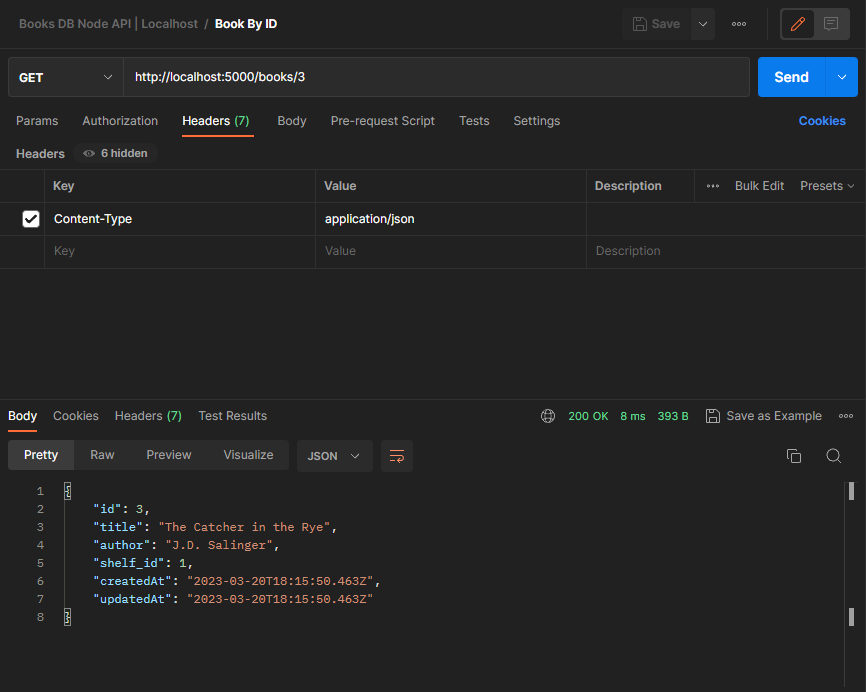 Books DB Node API | Localhost / Book By ID Save
GET http://localhost:5000/books/3 Send
Params Authorization Headers (7) Body Pre-request Script Tests Settings Cookies
Headers 6 hidden
Key Value Description Bulk Edit Presets
Content-Type application/json
Key Value Description
Body Cookies Headers (7) Test Results 200 OK 8 ms 393 B Save as Example
Pretty Raw Preview Visualize JSON
1 {
2 "id": 3,
3 "title": "The Catcher in the Rye",
4 "author": "J.D. Salinger",
5 "shelf_id": 1,
6 "createdAt": "2023-03-20T18:15:50.463Z",
7 "updatedAt": "2023-03-20T18:15:50.463Z"
8 }